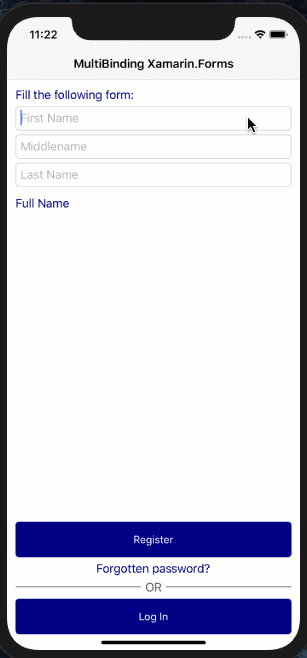 11:22
MultiBinding Xamarin.Forms
Fill the following form:
First Name
Middlename
Last Name
Full Name
Register
Forgotten password?
OR
Log In